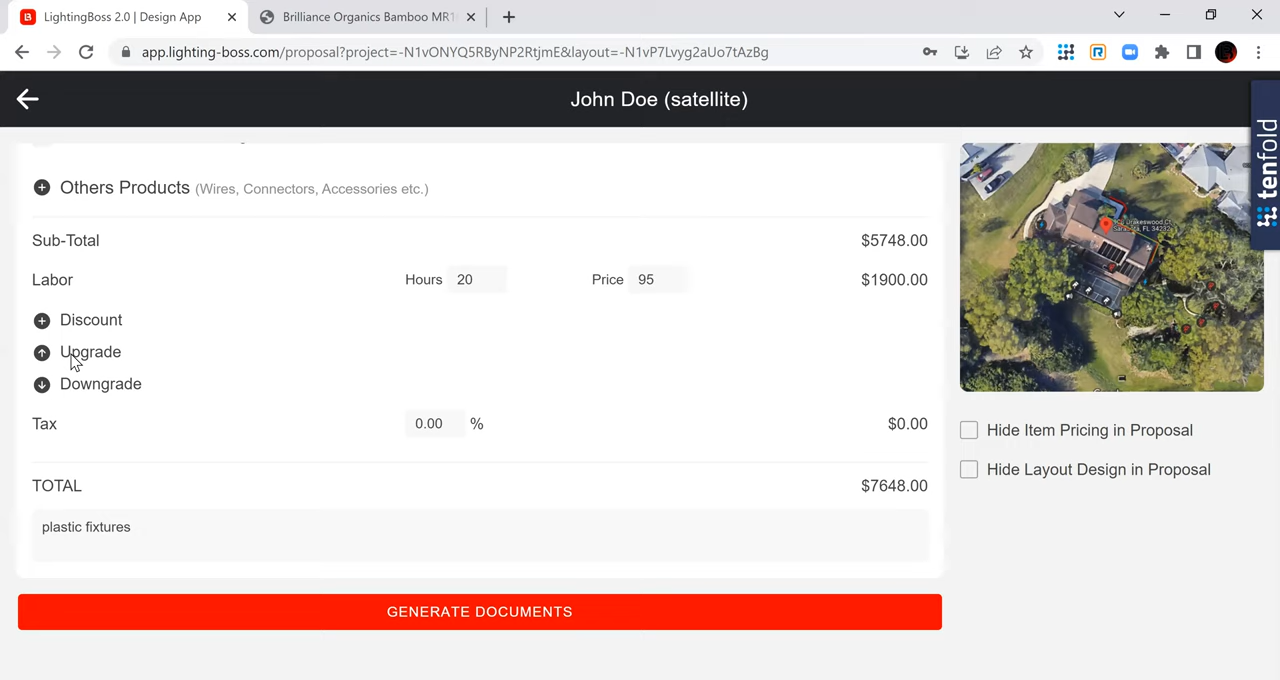 LightingBoss 2.0 | Design App
Brilliance Organics Bamboo MR1
app.lighting-boss.com/proposal?project=-N1vONYQ5RByNP2RtjmE&layout=-N1vP7Lvyg2aUo7tAzBg
John Doe (satellite)
tenfold
Others Products (Wires, Connectors, Accessories etc.)
Sub-Total $5748.00
Labor Hours 20 Price 95 $1900.00
Discount
Upgrade
Downgrade
Tax 0.00 % $0.00
TOTAL $7648.00
plastic fixtures
GENERATE DOCUMENTS
Hide Item Pricing in Proposal
Hide Layout Design in Proposal